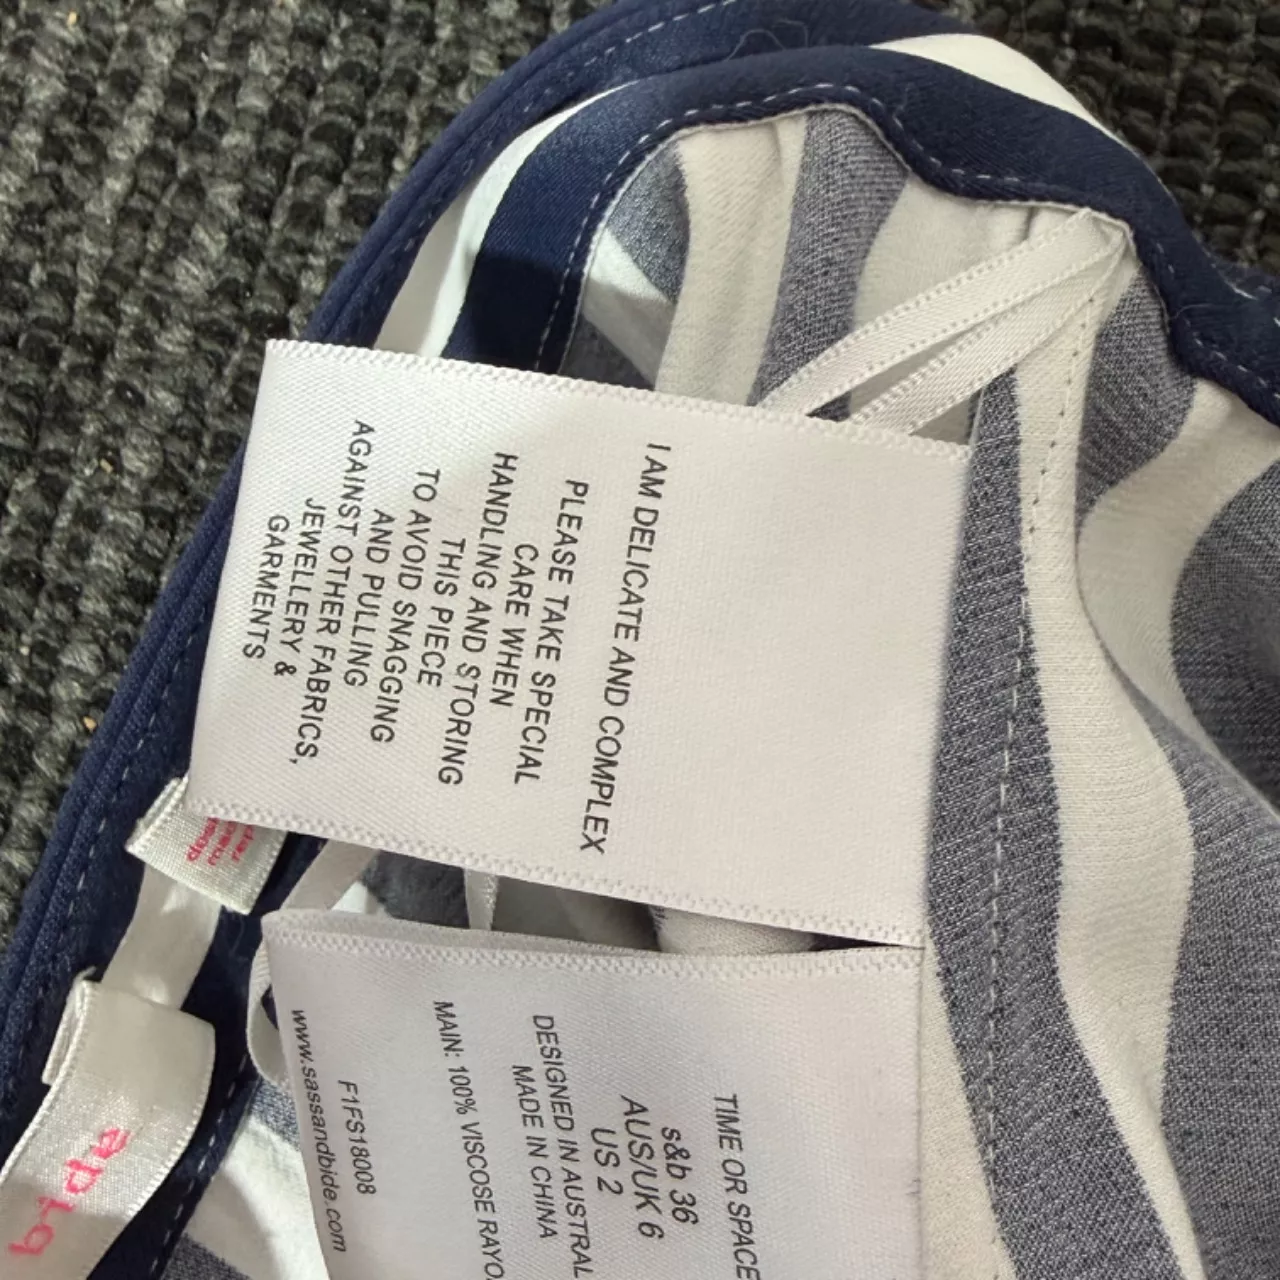 I AM DELICATE AND COMPLEX
PLEASE TAKE SPECIAL
CARE WHEN
HANDLING AND STORING
THIS PIECE
TO AVOID SNAGGING
AND PULLING
AGAINST OTHER FABRICS,
JEWELLERY &
GARMENTS
TIME OR SPACE
s&b 36
AUS/UK 6
US 2
DESIGNED IN AUSTRAL
MADE IN CHINA
MAIN: 100% VISCOSE RAYO
F1FS18008
www.sassandbide.com
bide